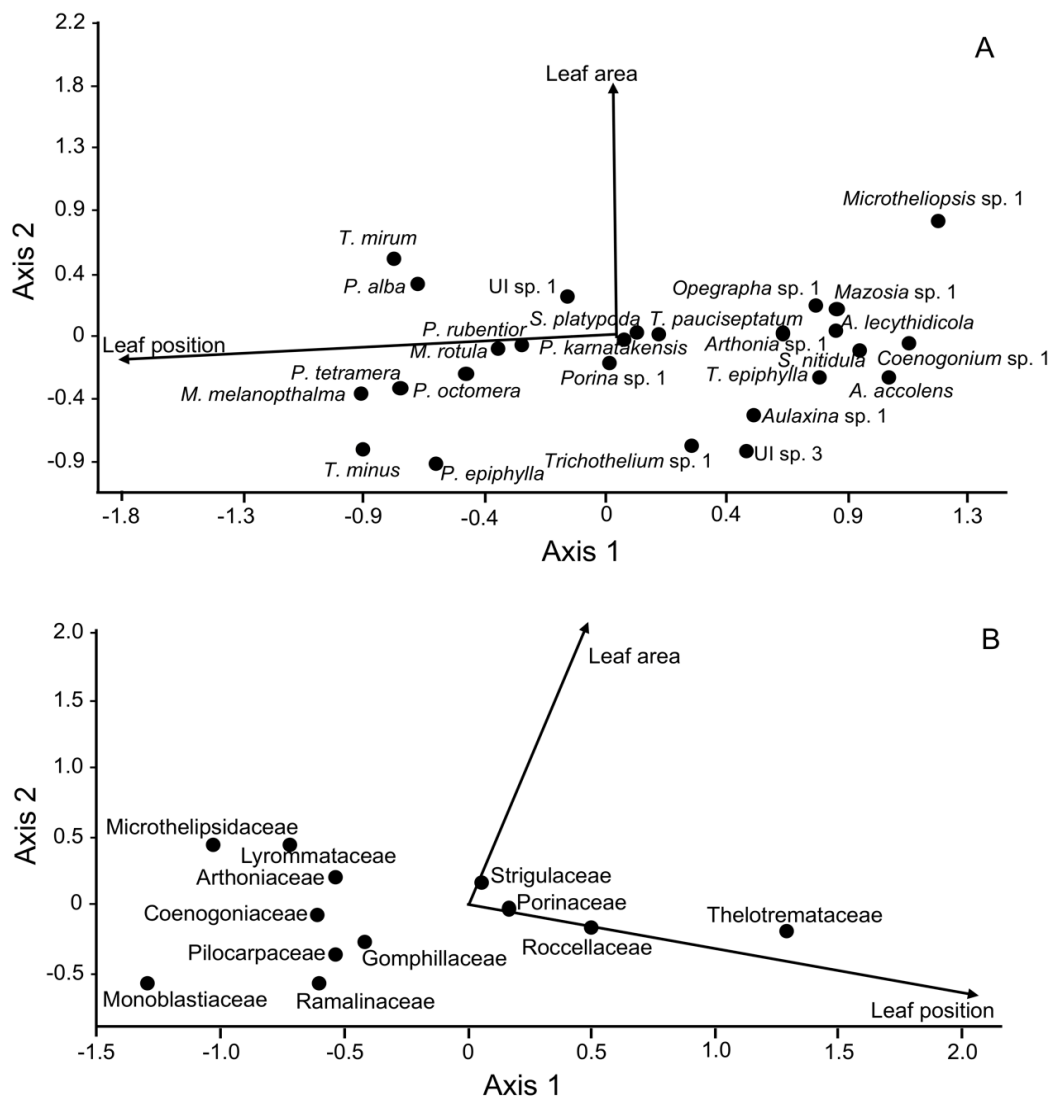 A
2.2
1.8
1.3
0.9
0.4
0
-0.4
-0.9
Axis 2
Leaf area
Microtheliopsis sp. 1
T. mirum
P. alba
UI sp. 1
Opegrapha sp. 1
Mazosia sp. 1
P. rubentior
S. platypoda
T. pauciseptatum
A. lecythidicola
Leaf position
M. rotula
P. karnatakensis
Arthonia sp. 1
S. nitidula
Coenogonium sp. 1
P. tetramera
Porina sp. 1
T. epiphylla
M. melanopthalma
P. octomera
A. accolens
Aulaxina sp. 1
T. minus
P. epiphylla
Trichothelium sp. 1
UI sp. 3
-1.8
-1.3
-0.9
-0.4
0
0.4
0.9
1.3
Axis 1
B
2.0
1.5
1.0
0.5
0
-0.5
Axis 2
Leaf area
Microthelipsidaceae
Lyrommataceae
Arthoniaceae
Strigulaceae
Coenogoniaceae
Porinaceae
Thelotremataceae
Pilocarpaceae
Gomphillaceae
Roccellaceae
Monoblastiaceae
Ramalinaceae
Leaf position
-1.5
-1.0
-0.5
0
0.5
1.0
1.5
2.0
Axis 1